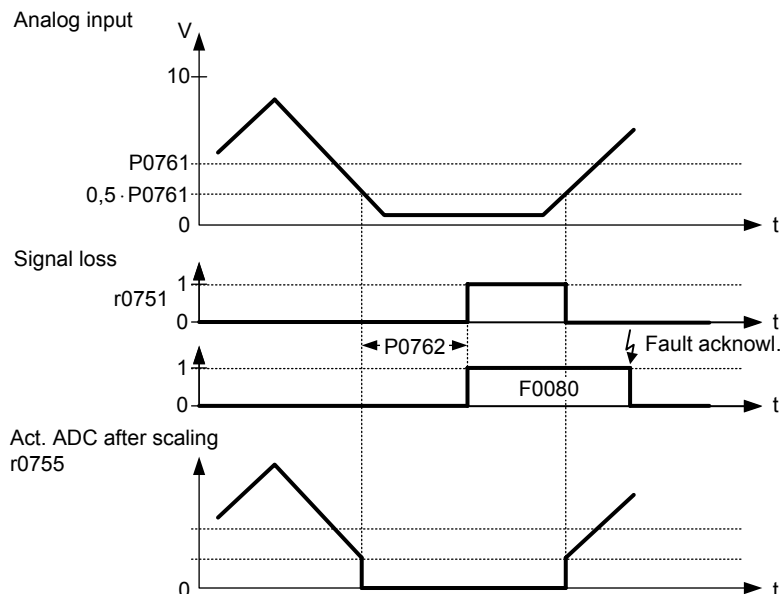 Analog input
V
10
P0761
0,5 · P0761
0
t
Signal loss
1
r0751
0
t
P0762
Fault acknowl.
1
F0080
0
t
Act. ADC after scaling
r0755
0
t